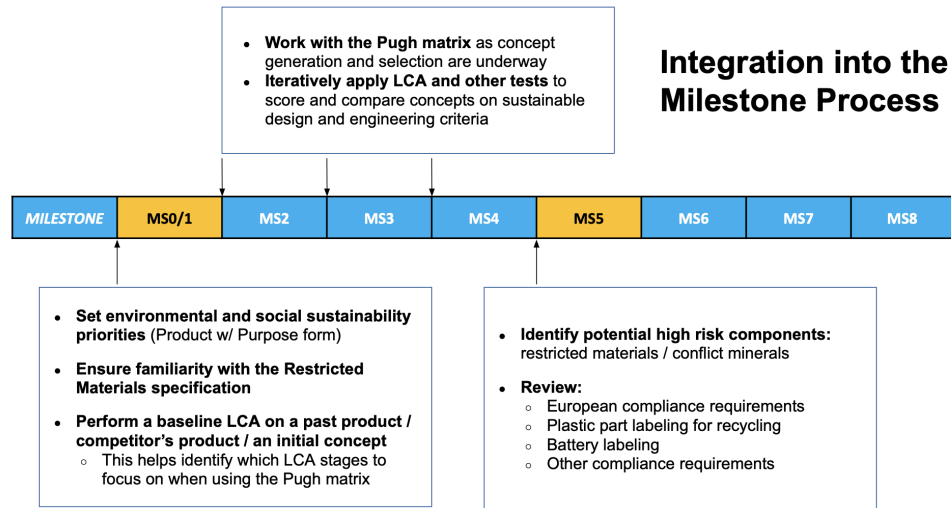 ● Work with the Pugh matrix as concept
generation and selection are underway
● Iteratively apply LCA and other tests to
score and compare concepts on sustainable
design and engineering criteria
Integration into the
Milestone Process
MILESTONE MS0/1 MS2 MS3 MS4 MS5 MS6 MS7 MS8
● Set environmental and social sustainability
priorities (Product w/ Purpose form)
● Ensure familiarity with the Restricted
Materials specification
● Perform a baseline LCA on a past product /
competitor's product / an initial concept
○ This helps identify which LCA stages to
focus on when using the Pugh matrix
● Identify potential high risk components:
restricted materials / conflict minerals
● Review:
○ European compliance requirements
○ Plastic part labeling for recycling
○ Battery labeling
○ Other compliance requirements